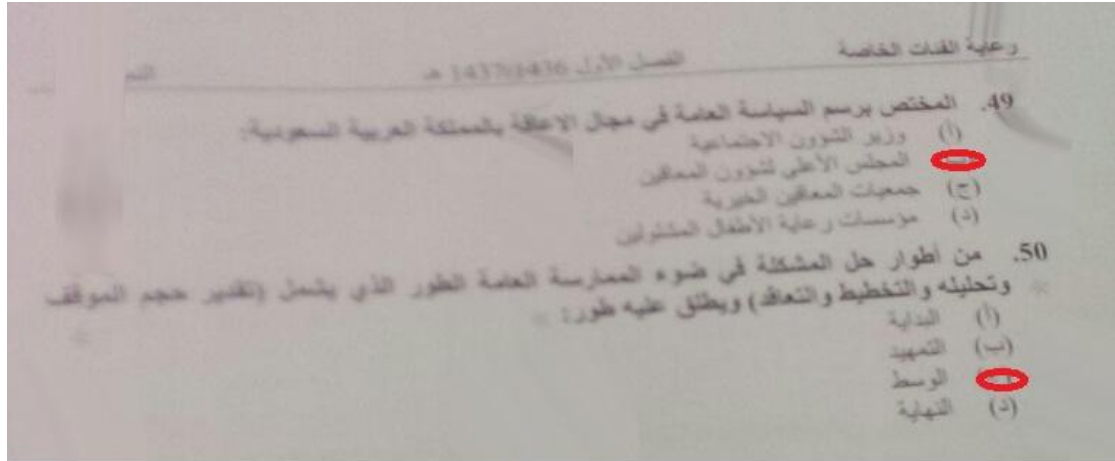 رعاية الفئات الخاصة الفصل الأول 1437/1436 هـ
49. المختص برسم السياسة العامة في مجال الاعاقة بالمملكة العربية السعودية:
(أ) وزير الشؤون الاجتماعية
المجلس الأعلى لشؤون المعاقين
(ج) جمعيات المعاقين الخيرية
(د) مؤسسات رعاية الأطفال المشلولين
50. من أطوار حل المشكلة في ضوء الممارسة العامة الطور الذي يشمل (تقدير حجم الموقف
وتحليله والتخطيط والتعاقد) ويطلق عليه طور:
(أ) البداية
(ب) التمهيد
الوسط
(د) النهاية